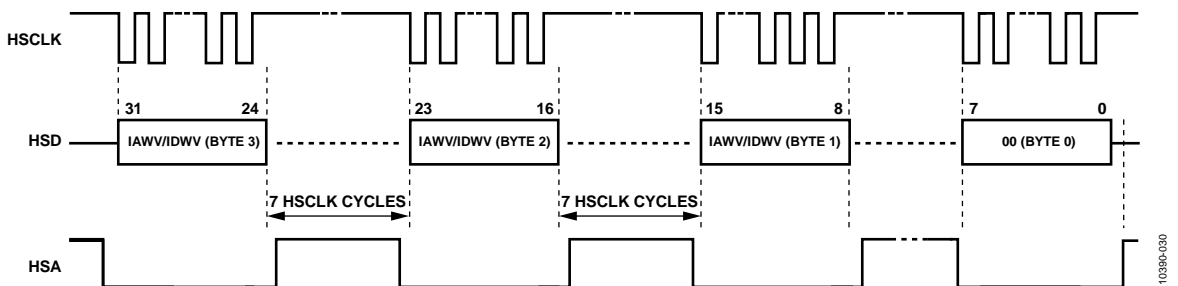 HSCLK
31 24 23 16 15 8 7 0
HSD
IAWV/IDWV (BYTE 3) IAWV/IDWV (BYTE 2) IAWV/IDWV (BYTE 1) 00 (BYTE 0)
7 HSCLK CYCLES 7 HSCLK CYCLES
HSA
10390-030